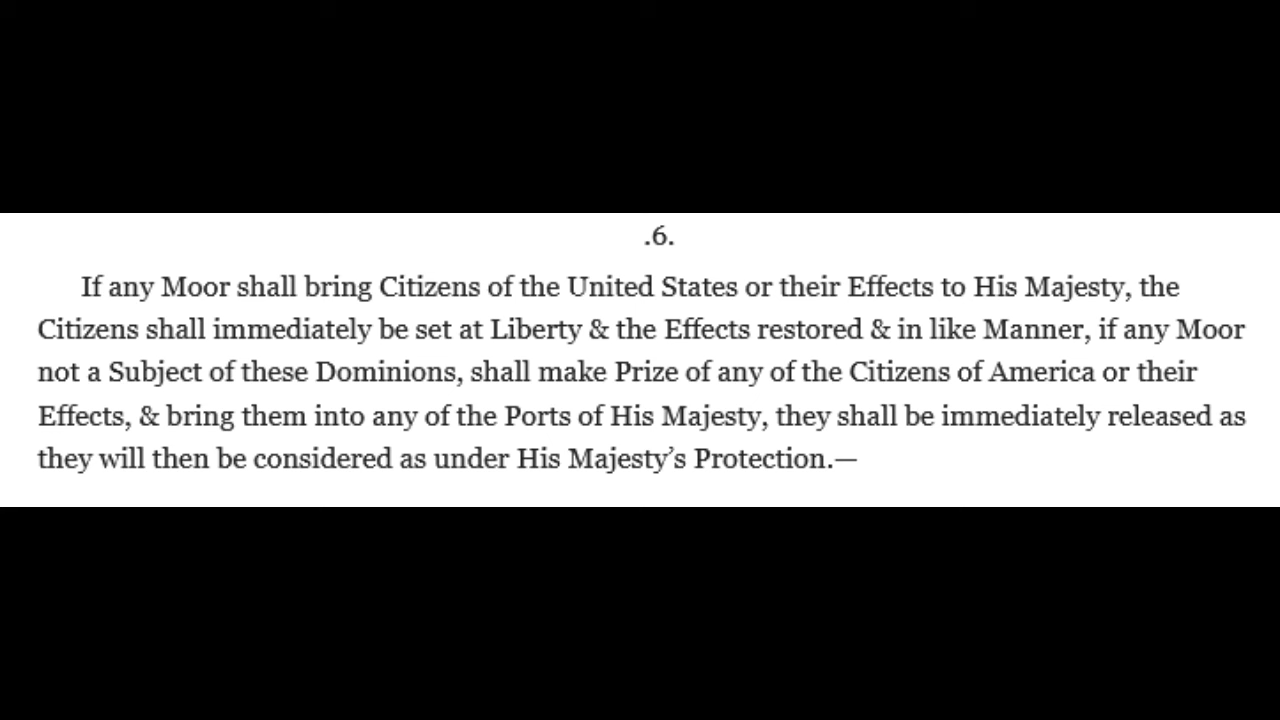 .6.
If any Moor shall bring Citizens of the United States or their Effects to His Majesty, the
Citizens shall immediately be set at Liberty & the Effects restored & in like Manner, if any Moor
not a Subject of these Dominions, shall make Prize of any of the Citizens of America or their
Effects, & bring them into any of the Ports of His Majesty, they shall be immediately released as
they will then be considered as under His Majesty’s Protection.—